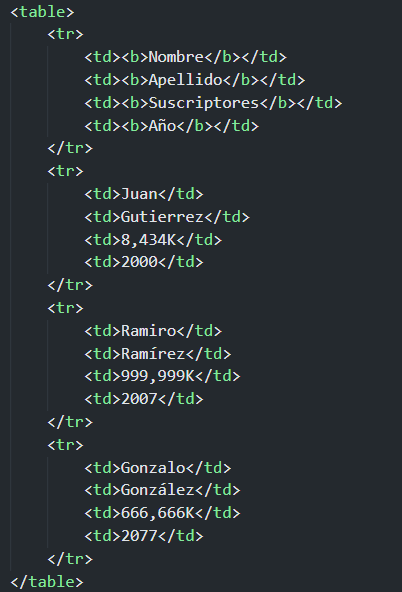 <table>
    <tr>
        <td><b>Nombre</b></td>
        <td><b>Apellido</b></td>
        <td><b>Suscriptores</b></td>
        <td><b>Año</b></td>
    </tr>
    <tr>
        <td>Juan</td>
        <td>Gutierrez</td>
        <td>8,434K</td>
        <td>2000</td>
    </tr>
    <tr>
        <td>Ramiro</td>
        <td>Ramírez</td>
        <td>999,999K</td>
        <td>2007</td>
    </tr>
    <tr>
        <td>Gonzalo</td>
        <td>González</td>
        <td>666,666K</td>
        <td>2077</td>
    </tr>
</table>